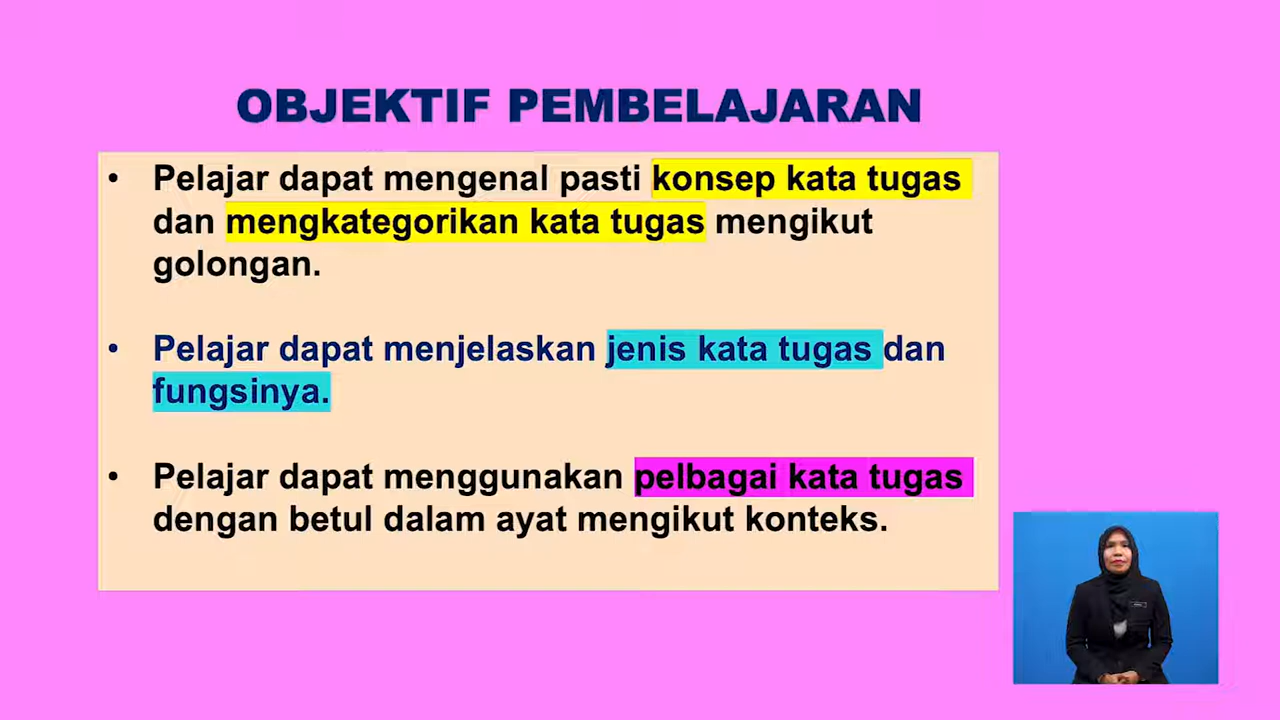 OBJEKTIF PEMBELAJARAN
• Pelajar dapat mengenal pasti konsep kata tugas
dan mengkategorikan kata tugas mengikut
golongan.
• Pelajar dapat menjelaskan jenis kata tugas dan
fungsinya.
• Pelajar dapat menggunakan pelbagai kata tugas
dengan betul dalam ayat mengikut konteks.